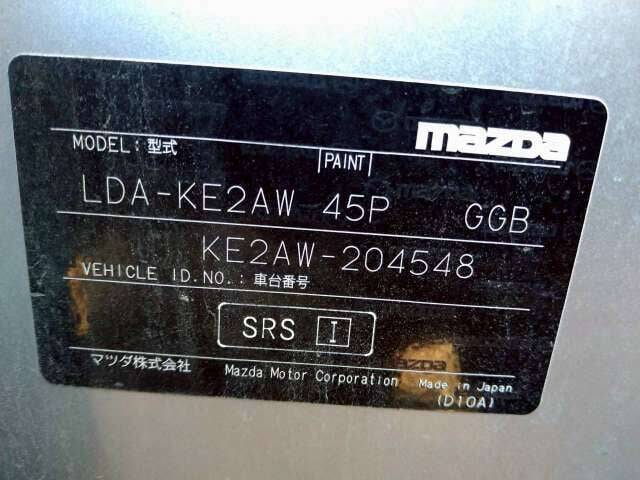 mazda
MODEL:型式 PAINT
LDA-KE2AW 45P GGB
KE2AW-204548
VEHICLE ID.NO.:車台番号
SRS I
マツダ株式会社 Mazda Motor Corporation Made in Japan
(D10A)